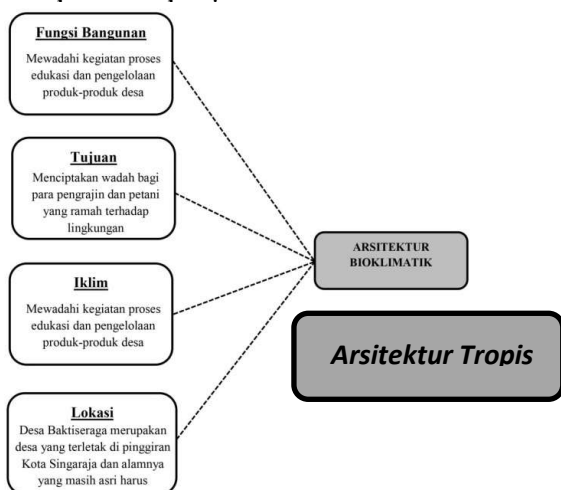 Fungsi Bangunan
Mewadahi kegiatan proses
edukasi dan pengelolaan
produk-produk desa
Tujuan
Menciptakan wadah bagi
para pengrajin dan petani
yang ramah terhadap
lingkungan
Iklim
Mewadahi kegiatan proses
edukasi dan pengelolaan
produk-produk desa
Lokasi
Desa Baktiseraga merupakan
desa yang terletak di pinggiran
Kota Singaraja dan alamnya
yang masih asri harus
ARSITEKTUR
BIOKLIMATIK
Arsitektur Tropis